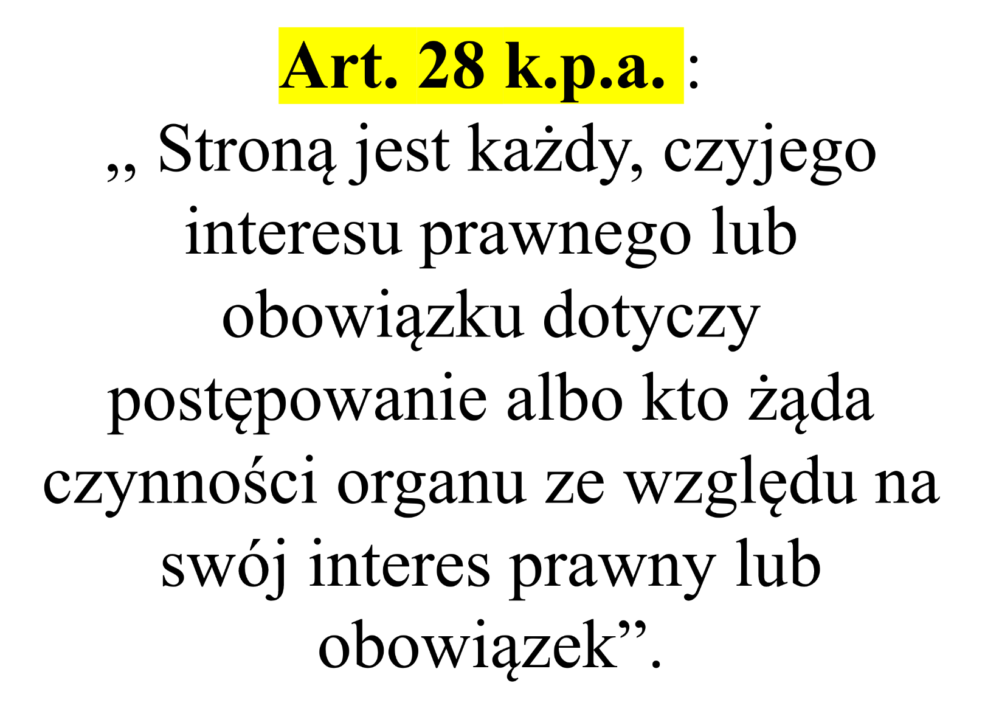 Art. 28 k.p.a. :
,, Stroną jest każdy, czyjego
interesu prawnego lub
obowiązku dotyczy
postępowanie albo kto żąda
czynności organu ze względu na
swój interes prawny lub
obowiązek”.